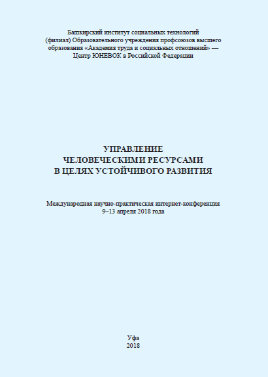 Башкирский институт социальных технологий
(филиал) Образовательного учреждения профсоюзов высшего
образования «Академия труда и социальных отношений» —
Центр ЮНЕВОК в Российской Федерации
УПРАВЛЕНИЕ
ЧЕЛОВЕЧЕСКИМИ РЕСУРСАМИ
В ЦЕЛЯХ УСТОЙЧИВОГО РАЗВИТИЯ
Международная научно-практическая интернет-конференция
9–13 апреля 2018 года
Уфа
2018